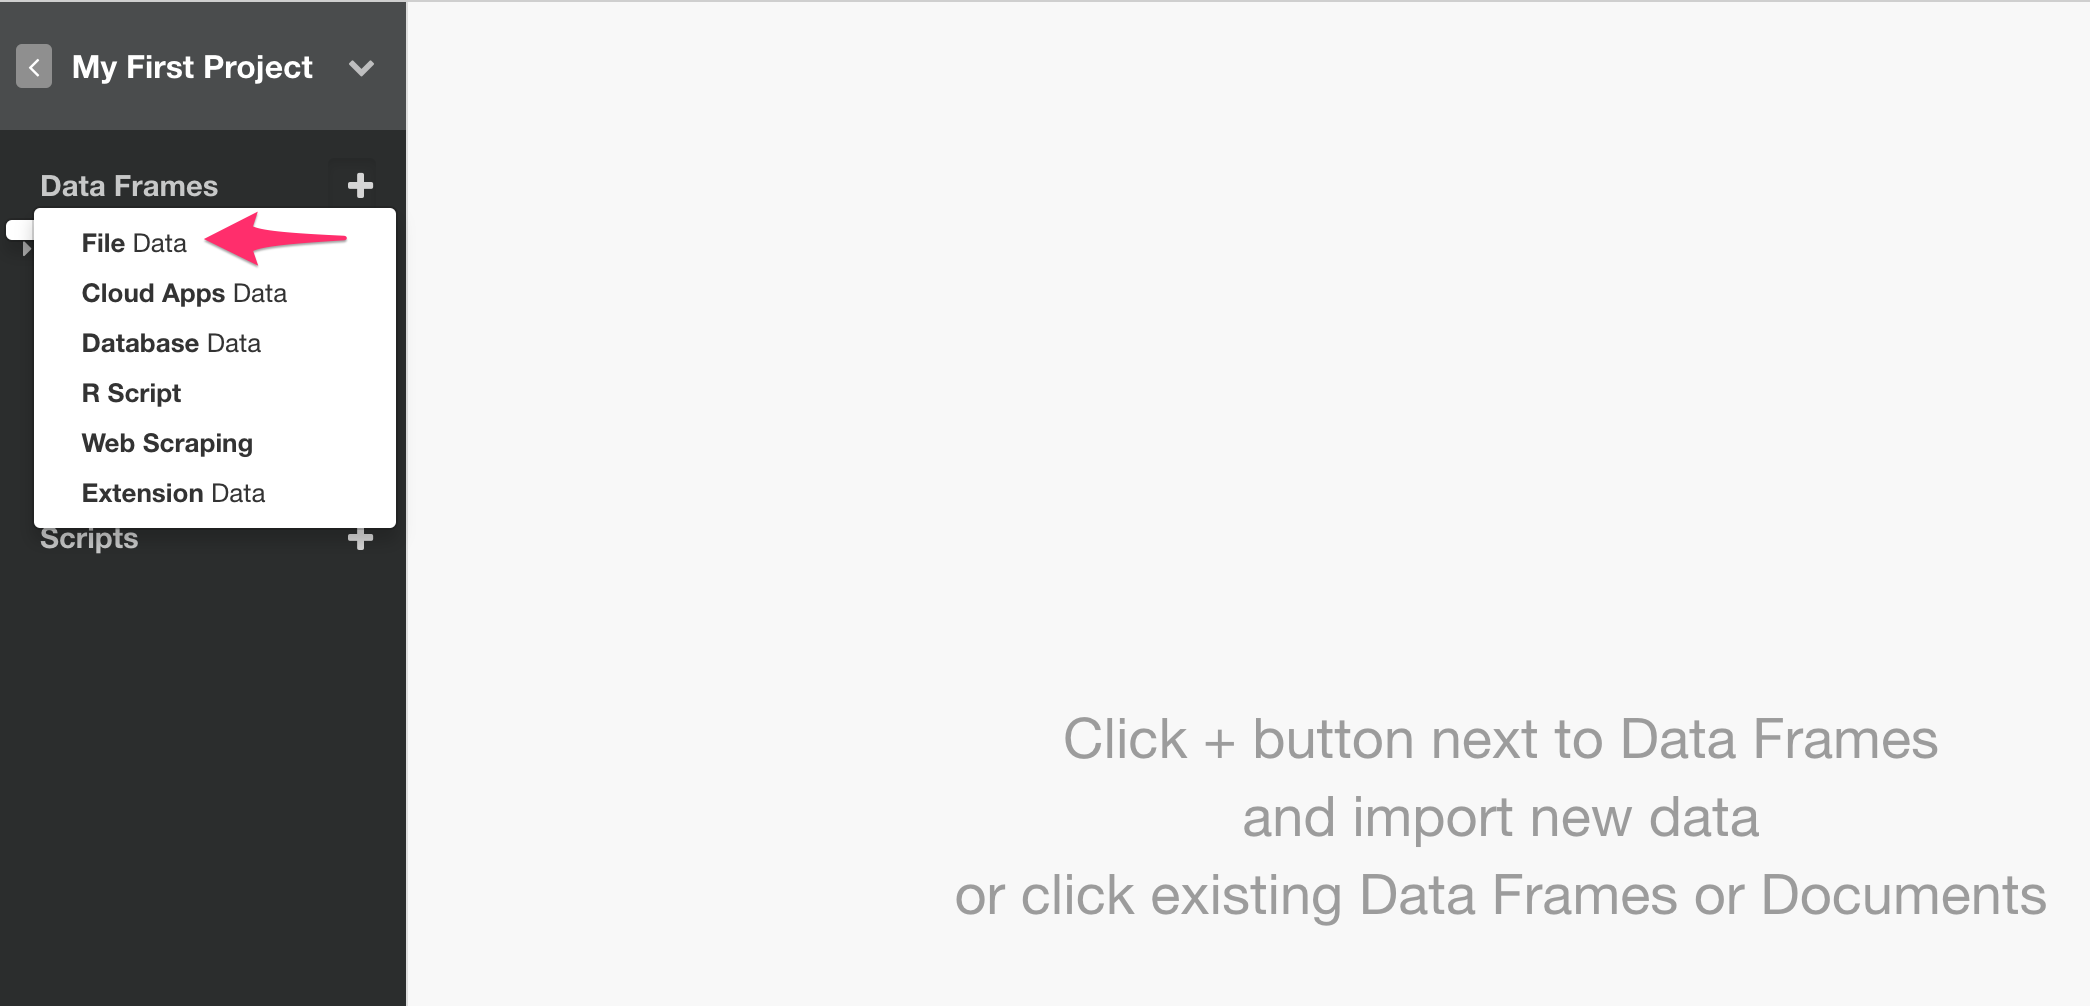 My First Project
Data Frames
File Data
Cloud Apps Data
Database Data
R Script
Web Scraping
Extension Data
Scripts
Click + button next to Data Frames
and import new data
or click existing Data Frames or Documents